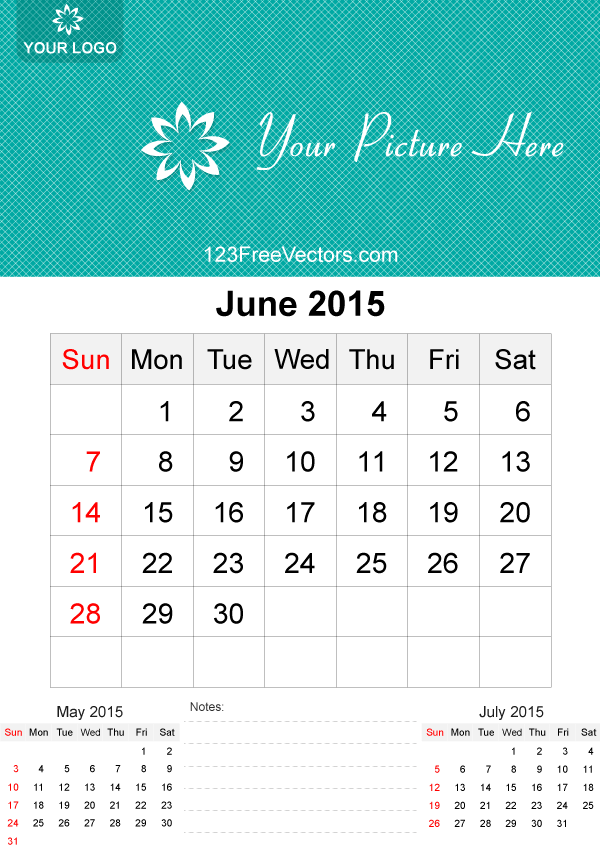 YOUR LOGO
Your Picture Here
123FreeVectors.com
June 2015
Sun Mon Tue Wed Thu Fri Sat
1 2 3 4 5 6
7 8 9 10 11 12 13
14 15 16 17 18 19 20
21 22 23 24 25 26 27
28 29 30
May 2015
Sun Mon Tue Wed Thu Fri Sat
1 2
3 4 5 6 7 8 9
10 11 12 13 14 15 16
17 18 19 20 21 22 23
24 25 26 27 28 29 30
31
Notes:
July 2015
Sun Mon Tue Wed Thu Fri Sat
1 2 3 4
5 6 7 8 9 10 11
12 13 14 15 16 17 18
19 20 21 22 23 24 25
26 27 28 29 30 31